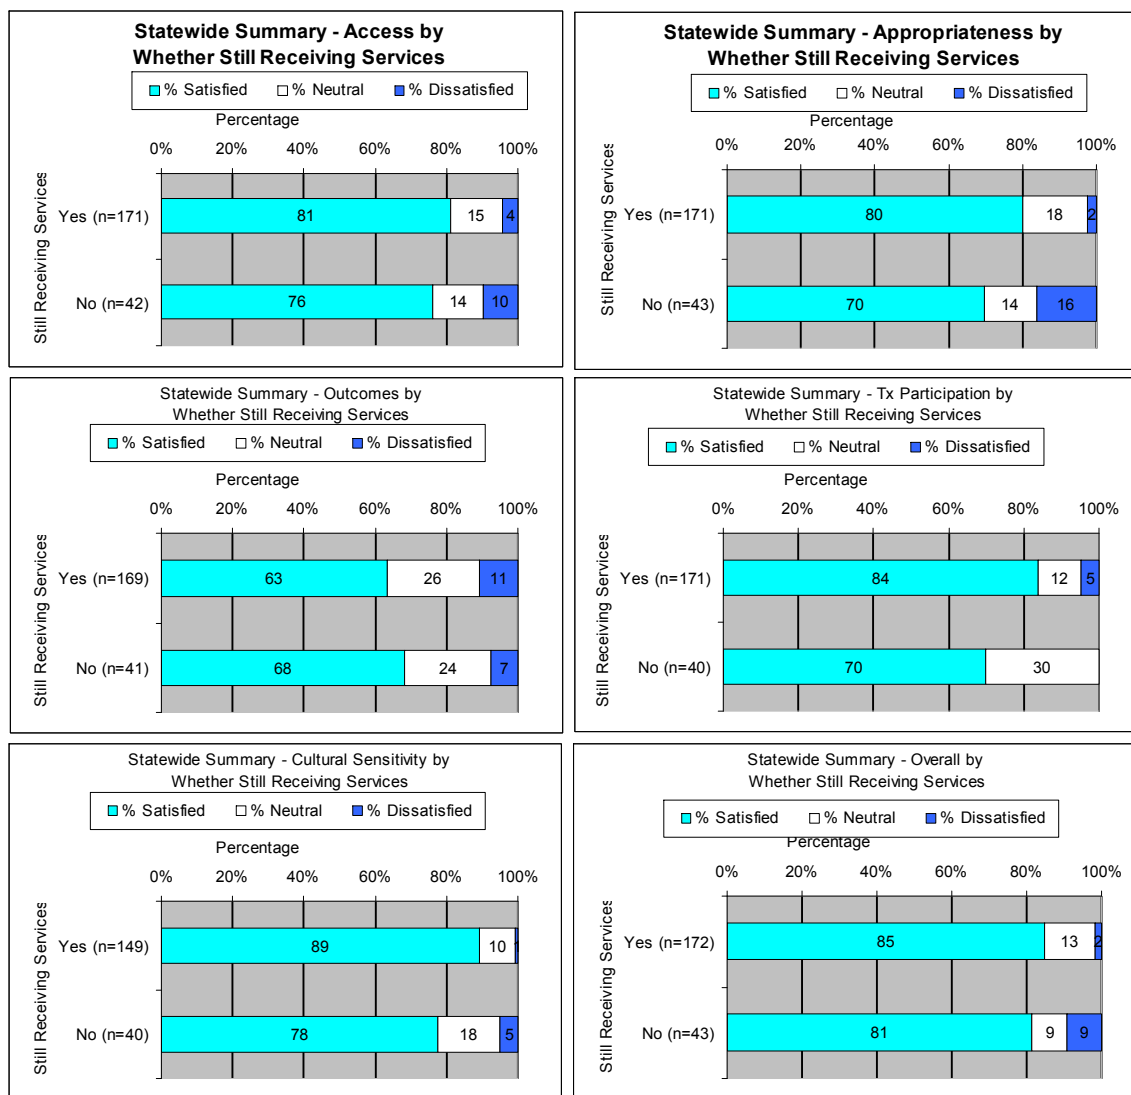 Statewide Summary - Access by
Whether Still Receiving Services
% Satisfied % Neutral % Dissatisfied
Percentage
0% 20% 40% 60% 80% 100%
Still Receiving Services
Yes (n=171)
81 15 4
No (n=42)
76 14 10
Statewide Summary - Appropriateness by
Whether Still Receiving Services
% Satisfied % Neutral % Dissatisfied
Percentage
0% 20% 40% 60% 80% 100%
Still Receiving Services
Yes (n=171)
80 18 2
No (n=43)
70 14 16
Statewide Summary - Outcomes by
Whether Still Receiving Services
% Satisfied % Neutral % Dissatisfied
Percentage
0% 20% 40% 60% 80% 100%
Still Receiving Services
Yes (n=169)
63 26 11
No (n=41)
68 24 7
Statewide Summary - Tx Participation by
Whether Still Receiving Services
% Satisfied % Neutral % Dissatisfied
Percentage
0% 20% 40% 60% 80% 100%
Still Receiving Services
Yes (n=171)
84 12 5
No (n=40)
70 30
Statewide Summary - Cultural Sensitivity by
Whether Still Receiving Services
% Satisfied % Neutral % Dissatisfied
Percentage
0% 20% 40% 60% 80% 100%
Still Receiving Services
Yes (n=149)
89 10 1
No (n=40)
78 18 5
Statewide Summary - Overall by
Whether Still Receiving Services
% Satisfied % Neutral % Dissatisfied
Percentage
0% 20% 40% 60% 80% 100%
Still Receiving Services
Yes (n=172)
85 13 2
No (n=43)
81 9 9